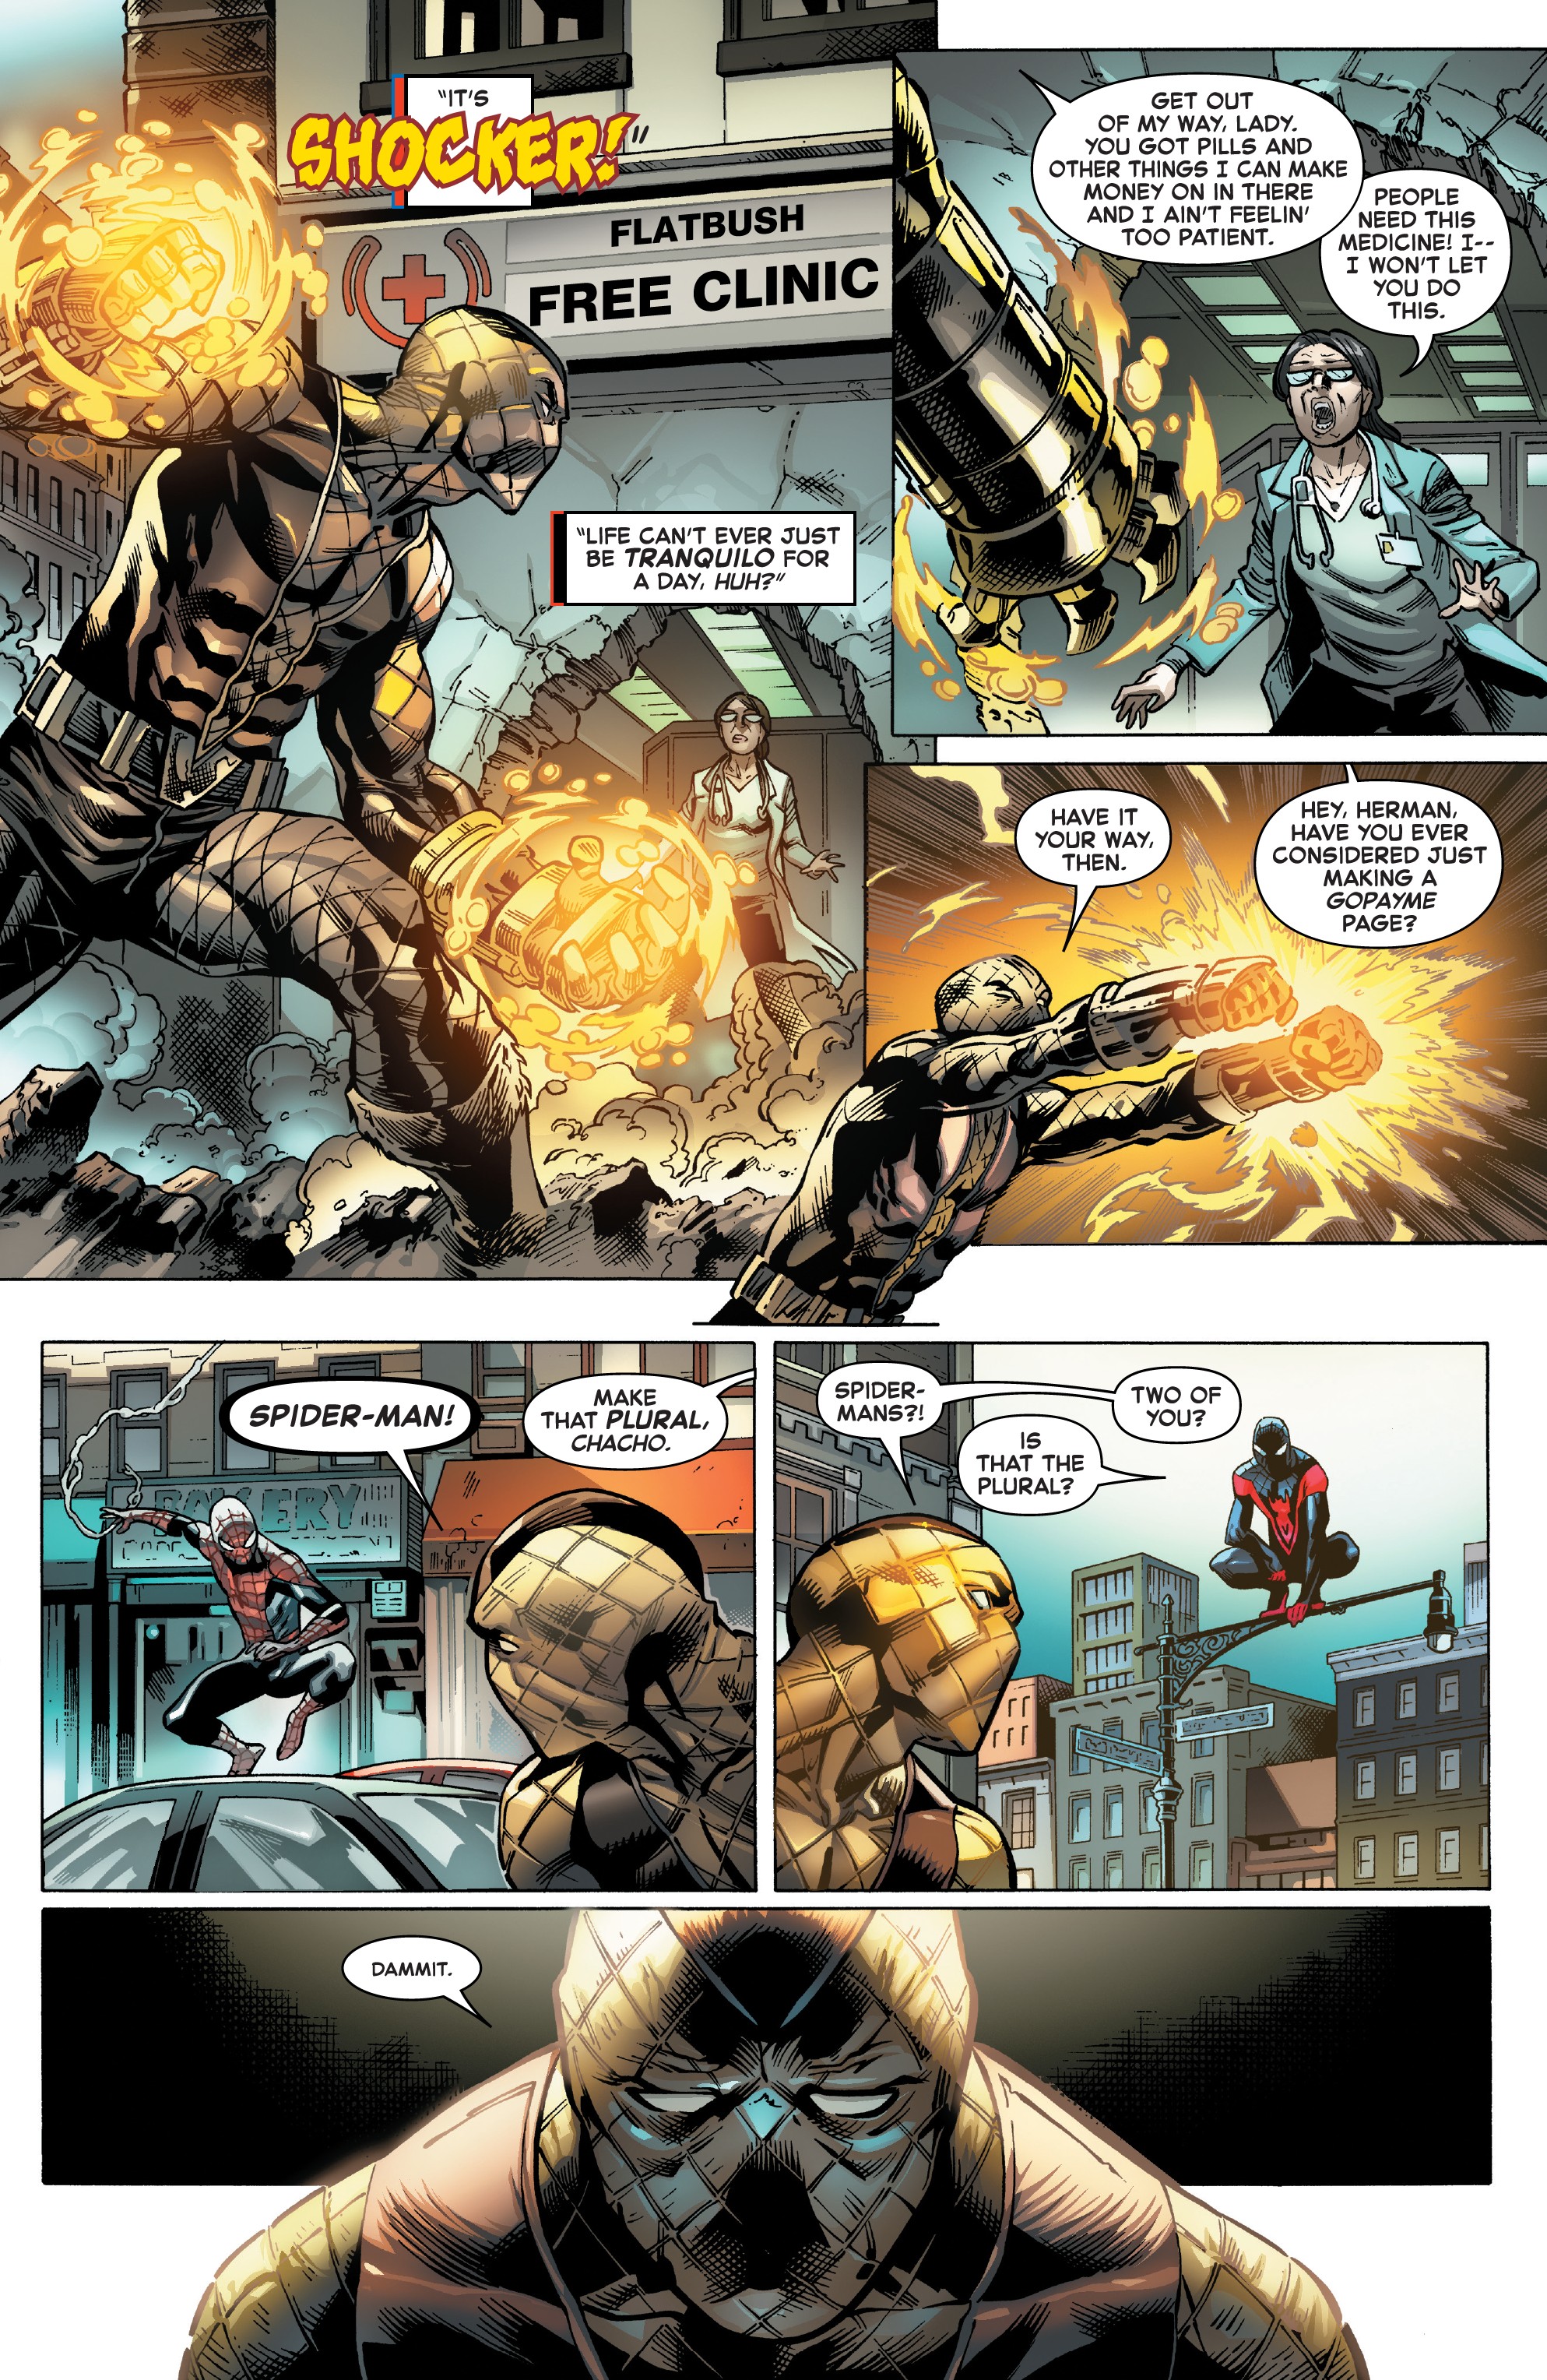 "IT'S
SHOCKER!"
FLATBUSH
FREE CLINIC
"LIFE CAN'T EVER JUST
BE TRANQUILO FOR
A DAY, HUH?"
GET OUT
OF MY WAY, LADY.
YOU GOT PILLS AND
OTHER THINGS I CAN MAKE
MONEY ON IN THERE
AND I AIN'T FEELIN'
TOO PATIENT.
PEOPLE
NEED THIS
MEDICINE! I--
I WON'T LET
YOU DO
THIS.
HAVE IT
YOUR WAY,
THEN.
HEY, HERMAN,
HAVE YOU EVER
CONSIDERED JUST
MAKING A
GOPAYME
PAGE?
SPIDER-MAN!
MAKE
THAT PLURAL,
CHACHO.
SPIDER-
MANS?!
TWO OF
YOU?
IS
THAT THE
PLURAL?
DAMMIT.